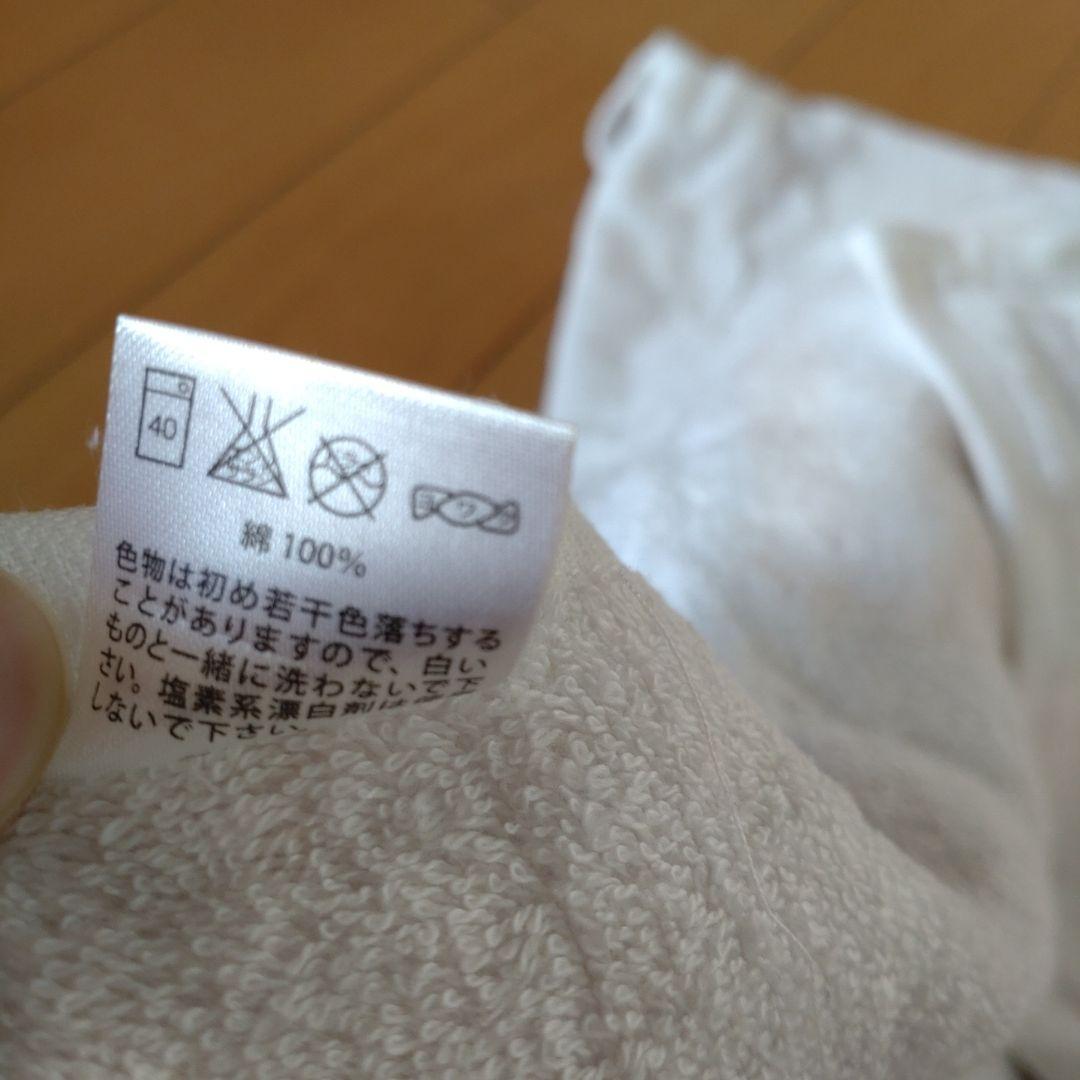 40
綿 100%
色物は初め若干色落ちする
ことがありますので、白い
ものと一緒に洗わないで下
さい。塩素系漂白剤は
しないで下さい